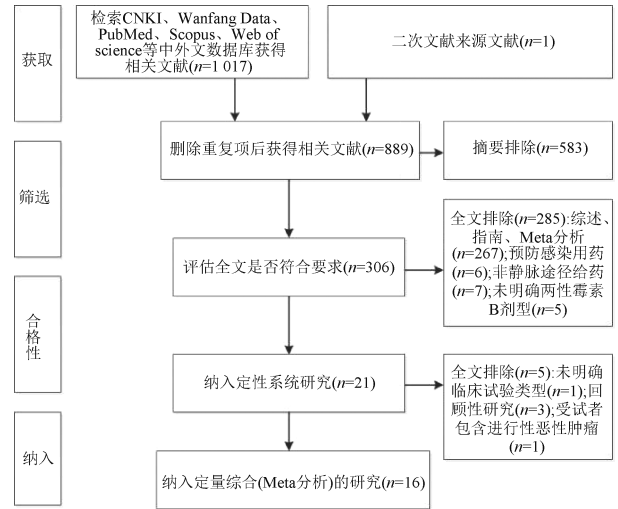 获取
检索CNKI、Wanfang Data、
PubMed、Scopus、Web of
science等中外文数据库获得
相关文献(n=1 017)
二次文献来源文献(n=1)
删除重复项后获得相关文献(n=889)
摘要排除(n=583)
筛选
评估全文是否符合要求(n=306)
全文排除(n=285):综述、
指南、Meta分析
(n=267);预防感染用药
(n=6);非静脉途径给药
(n=7);未明确两性霉素
B剂型(n=5)
合格性
纳入定性系统研究(n=21)
全文排除(n=5):未明确
临床试验类型(n=1);回
顾性研究(n=3);受试者
包含进行性恶性肿瘤
(n=1)
纳入
纳入定量综合(Meta分析)的研究(n=16)